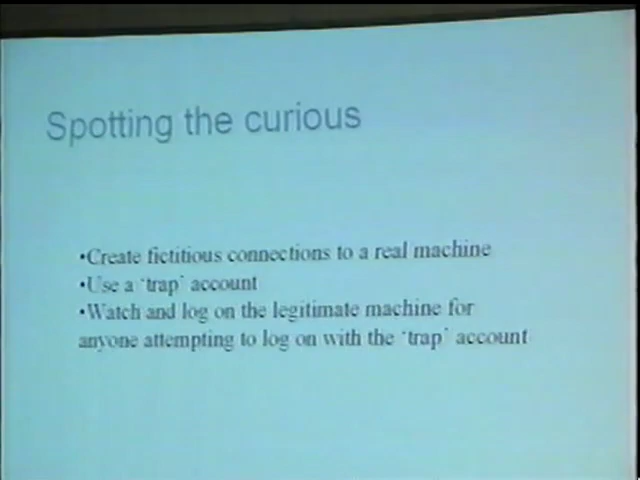 Spotting the curious
•Create fictitious connections to a real machine
•Use a ‘trap’ account
•Watch and log on the legitimate machine for
anyone attempting to log on with the ‘trap’ account